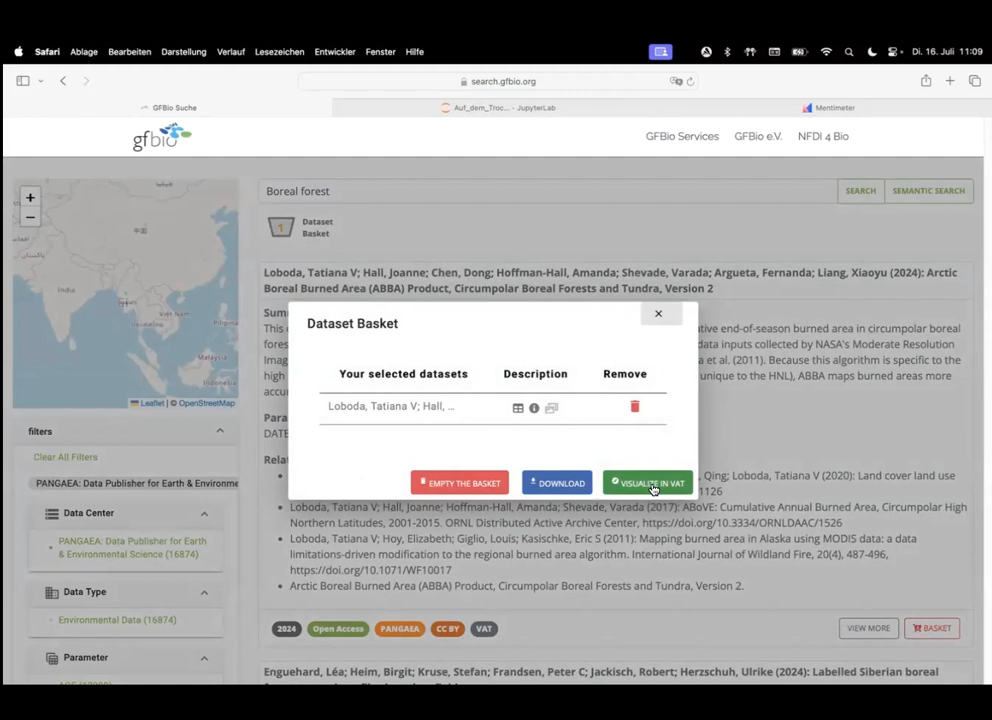 Safari Ablage Bearbeiten Darstellung Verlauf Lesezeichen Entwickler Fenster Hilfe Di. 16. Juli 11:09
search.gfbio.org
GFBio Suche Auf_dem_Troc... - JupyterLab Mentimeter
gfbio GFBio Services GFBio e.V. NFDI 4 Bio
+
−
中国
India
Việt Nam
Malaysia
Indonesia
Leaflet | © OpenStreetMap
Boreal forest SEARCH SEMANTIC SEARCH
1 Dataset
Basket
Loboda, Tatiana V; Hall, Joanne; Chen, Dong; Hoffman-Hall, Amanda; Shevade, Varada; Argueta, Fernanda; Liang, Xiaoyu (2024): Arctic
Boreal Burned Area (ABBA) Product, Circumpolar Boreal Forests and Tundra, Version 2
Dataset Basket ×
Your selected datasets Description Remove
Loboda, Tatiana V; Hall, ...
EMPTY THE BASKET DOWNLOAD VISUALIZE IN VAT
ative end-of-season burned area in circumpolar boreal
data inputs collected by NASA's Moderate Resolution
a et al. (2011). Because this algorithm is specific to the
unique to the HNL), ABBA maps burned areas more
Qing; Loboda, Tatiana V (2020): Land cover land use
1126
• Loboda, Tatiana V; Hall, Joanne; Hoffman-Hall, Amanda; Shevade, Varada (2017): ABoVE: Cumulative Annual Burned Area, Circumpolar High
Northern Latitudes, 2001-2015. ORNL Distributed Active Archive Center, https://doi.org/10.3334/ORNLDAAC/1526
• Loboda, Tatiana V; Hoy, Elizabeth; Giglio, Louis; Kasischke, Eric S (2011): Mapping burned area in Alaska using MODIS data: a data
limitations-driven modification to the regional burned area algorithm. International Journal of Wildland Fire, 20(4), 487-496,
https://doi.org/10.1071/WF10017
• Arctic Boreal Burned Area (ABBA) Product, Circumpolar Boreal Forests and Tundra, Version 2.
2024 Open Access PANGAEA CC BY VAT VIEW MORE BASKET
Enguehard, Léa; Heim, Birgit; Kruse, Stefan; Frandsen, Peter C; Jackisch, Robert; Herzschuh, Ulrike (2024): Labelled Siberian boreal
filters
Clear All Filters
PANGAEA: Data Publisher for Earth & Environme
Data Center
PANGAEA: Data Publisher for Earth
& Environmental Science (16874)
Data Type
Environmental Data (16874)
Parameter